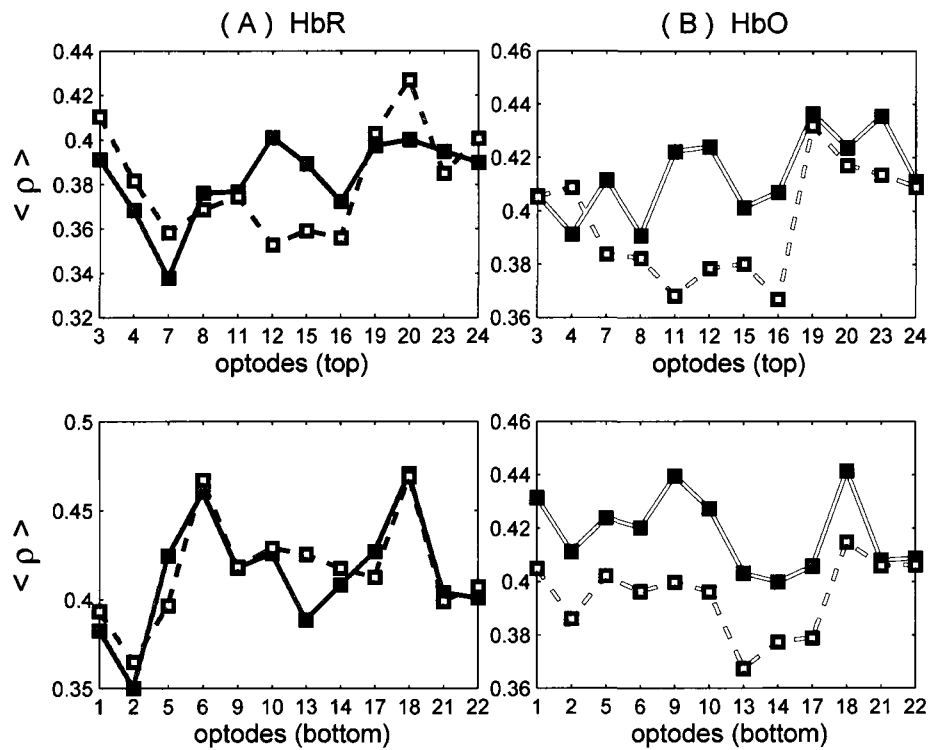 ( A ) HbR
( B ) HbO
0.44
0.42
0.4
0.38
0.36
0.34
0.32
< ρ >
3 4 7 8 11 12 15 16 19 20 23 24
optodes (top)
0.46
0.44
0.42
0.4
0.38
0.36
3 4 7 8 11 12 15 16 19 20 23 24
optodes (top)
0.5
0.45
0.4
0.35
< ρ >
1 2 5 6 9 10 13 14 17 18 21 22
optodes (bottom)
0.46
0.44
0.42
0.4
0.38
0.36
1 2 5 6 9 10 13 14 17 18 21 22
optodes (bottom)